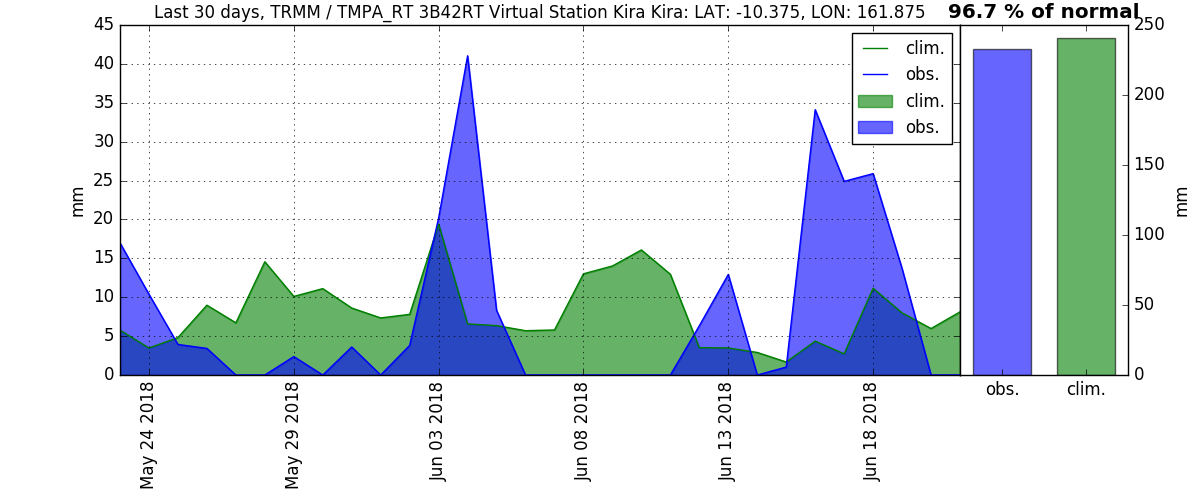 Last 30 days, TRMM / TMPA_RT 3B42RT Virtual Station Kira Kira: LAT: -10.375, LON: 161.875
96.7 % of normal
45
40
35
30
25
20
15
10
5
0
mm
clim.
obs.
clim.
obs.
May 24 2018
May 29 2018
Jun 03 2018
Jun 08 2018
Jun 13 2018
Jun 18 2018
250
200
150
100
50
0
mm
obs.
clim.